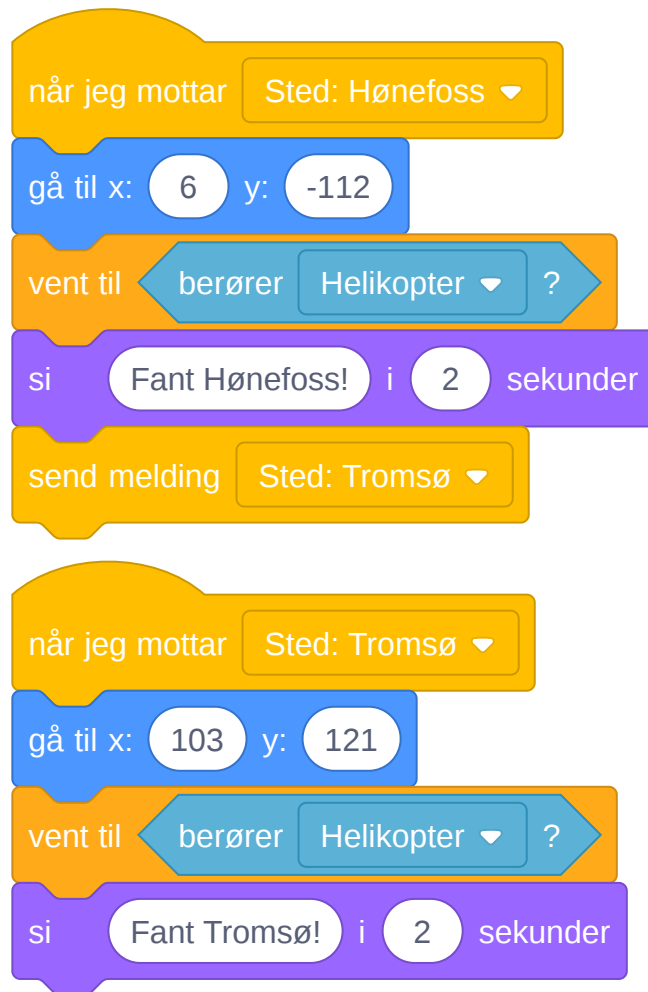 når jeg mottar Sted: Hønefoss
gå til x: 6 y: -112
vent til berører Helikopter ?
si Fant Hønefoss! i 2 sekunder
send melding Sted: Tromsø
når jeg mottar Sted: Tromsø
gå til x: 103 y: 121
vent til berører Helikopter ?
si Fant Tromsø! i 2 sekunder